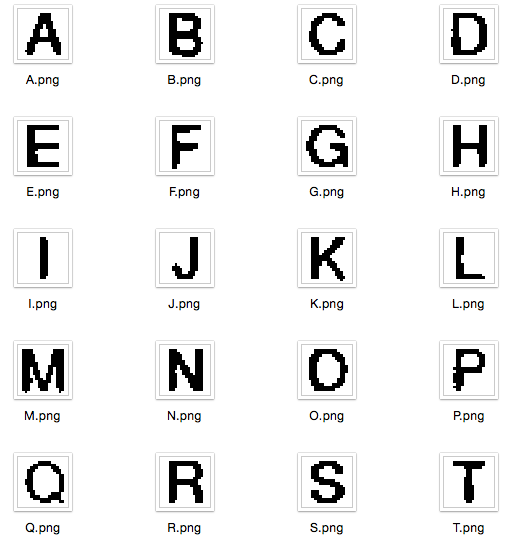 A B C D
A.png B.png C.png D.png
E F G H
E.png F.png G.png H.png
I J K L
I.png J.png K.png L.png
M N O P
M.png N.png O.png P.png
Q R S T
Q.png R.png S.png T.png